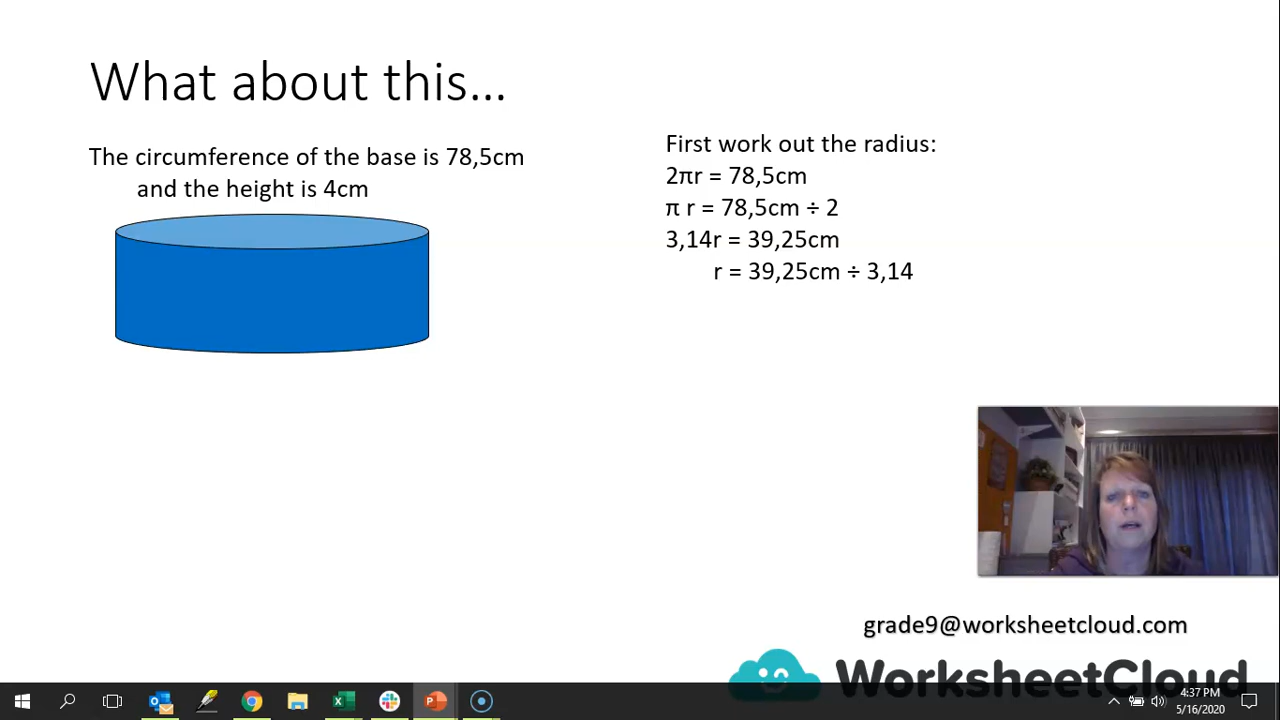 What about this...
The circumference of the base is 78,5cm
and the height is 4cm
First work out the radius:
2πr = 78,5cm
π r = 78,5cm ÷ 2
3,14r = 39,25cm
r = 39,25cm ÷ 3,14
grade9@worksheetcloud.com
WorksheetCloud
4:37 PM
5/16/2020